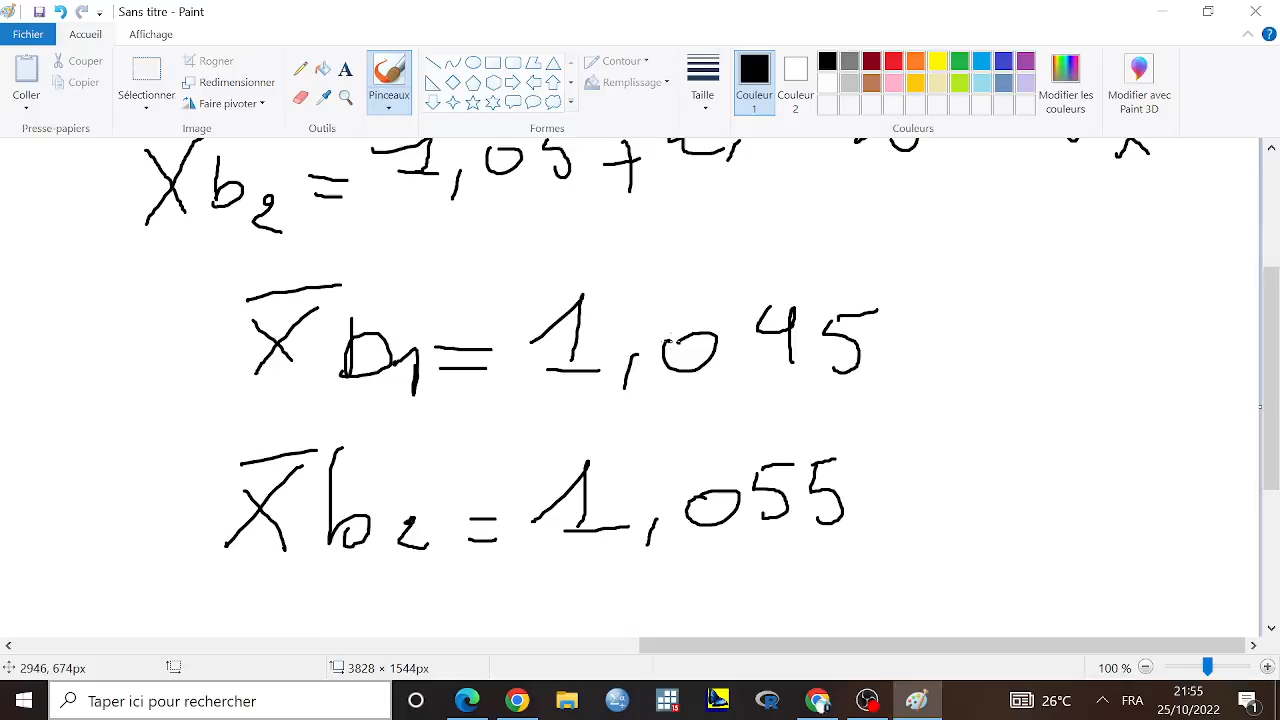 Sans titre - Paint
Fichier Accueil Affichage
Coller
Couper
Copier
Presse-papiers
Sélectionner
Rogner
Redimensionner
Faire pivoter
Image
Outils
Pinceaux
Contour
Remplissage
Formes
Taille
Couleur 1
Couleur 2
Modifier les couleurs
Modifier avec Paint 3D
Couleurs
Xb2 = 1,05 +
X̅b1 = 1,045
X̅b2 = 1,055
2946, 674px
3828 × 1544px
100 %
Taper ici pour rechercher
26°C
FRA
21:55
25/10/2022